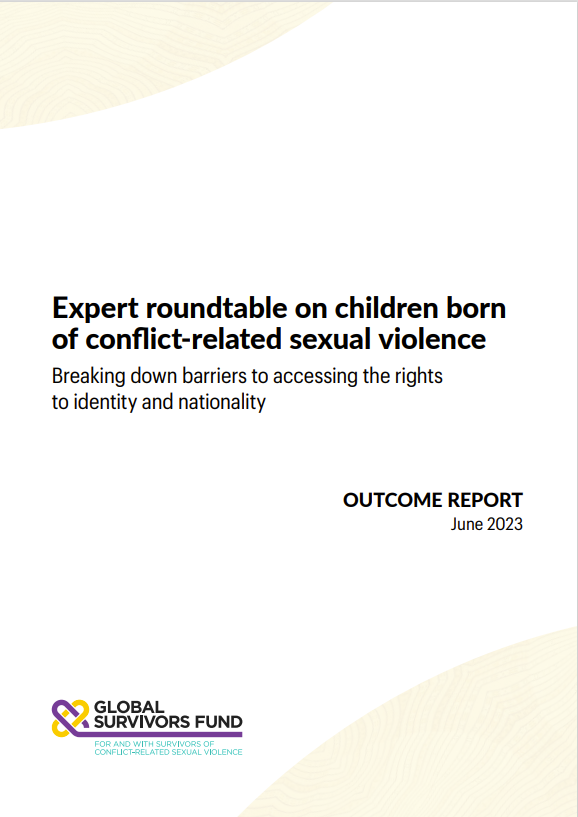 Expert roundtable on children born
of conflict-related sexual violence
Breaking down barriers to accessing the rights
to identity and nationality
OUTCOME REPORT
June 2023
GLOBAL
SURVIVORS FUND
FOR AND WITH SURVIVORS OF
CONFLICT-RELATED SEXUAL VIOLENCE